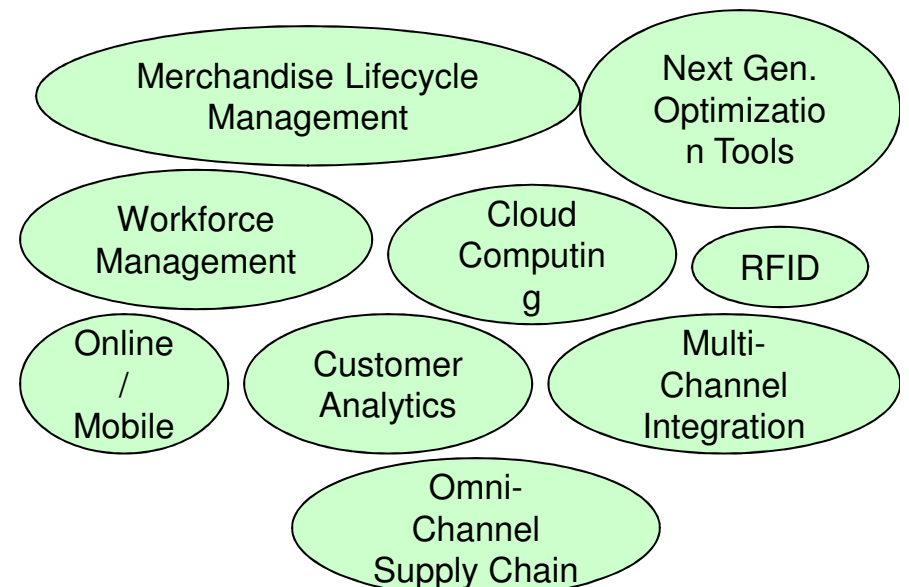 Merchandise Lifecycle
Management
Next Gen.
Optimizatio
n Tools
Workforce
Management
Cloud
Computin
g
RFID
Online
/
Mobile
Customer
Analytics
Multi-
Channel
Integration
Omni-
Channel
Supply Chain